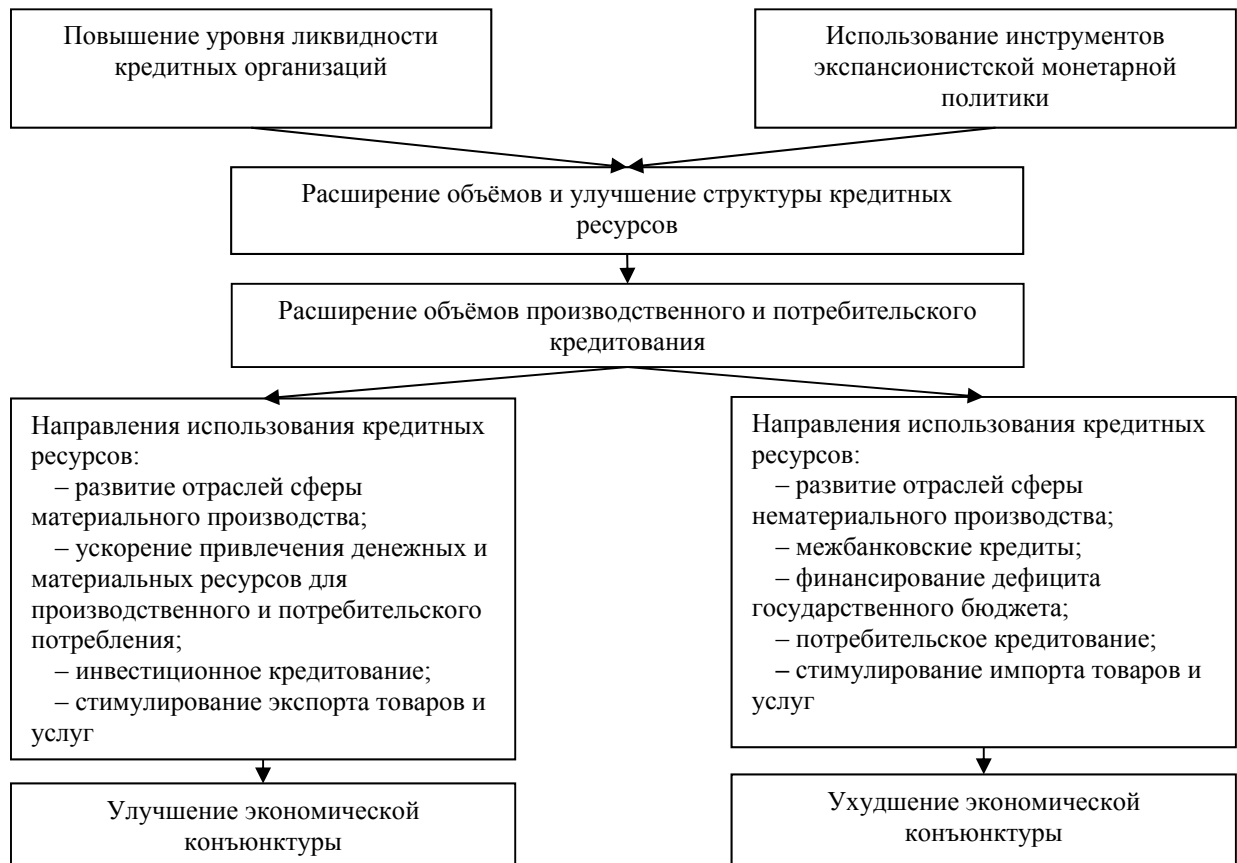 Повышение уровня ликвидности
кредитных организаций
Использование инструментов
экспансионистской монетарной
политики
Расширение объёмов и улучшение структуры кредитных
ресурсов
Расширение объёмов производственного и потребительского
кредитования
Направления использования кредитных
ресурсов:
– развитие отраслей сферы
материального производства;
– ускорение привлечения денежных и
материальных ресурсов для
производственного и потребительского
потребления;
– инвестиционное кредитование;
– стимулирование экспорта товаров и
услуг
Направления использования кредитных
ресурсов:
– развитие отраслей сферы
нематериального производства;
– межбанковские кредиты;
– финансирование дефицита
государственного бюджета;
– потребительское кредитование;
– стимулирование импорта товаров и
услуг
Улучшение экономической
конъюнктуры
Ухудшение экономической
конъюнктуры